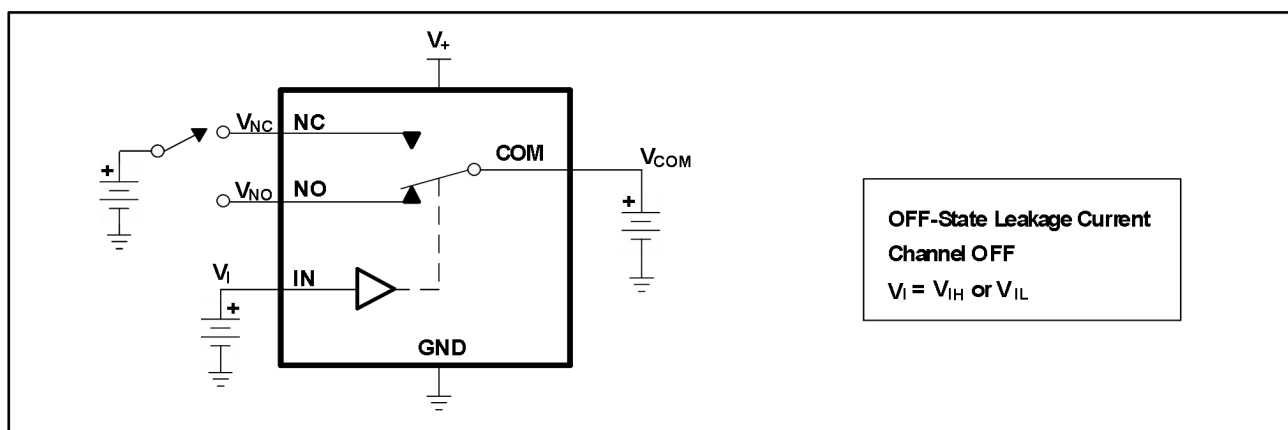 V+
VNC NC
COM
VCOM
+
VNO NO
+
VI IN
+
GND
OFF-State Leakage Current
Channel OFF
VI = VIH or VIL